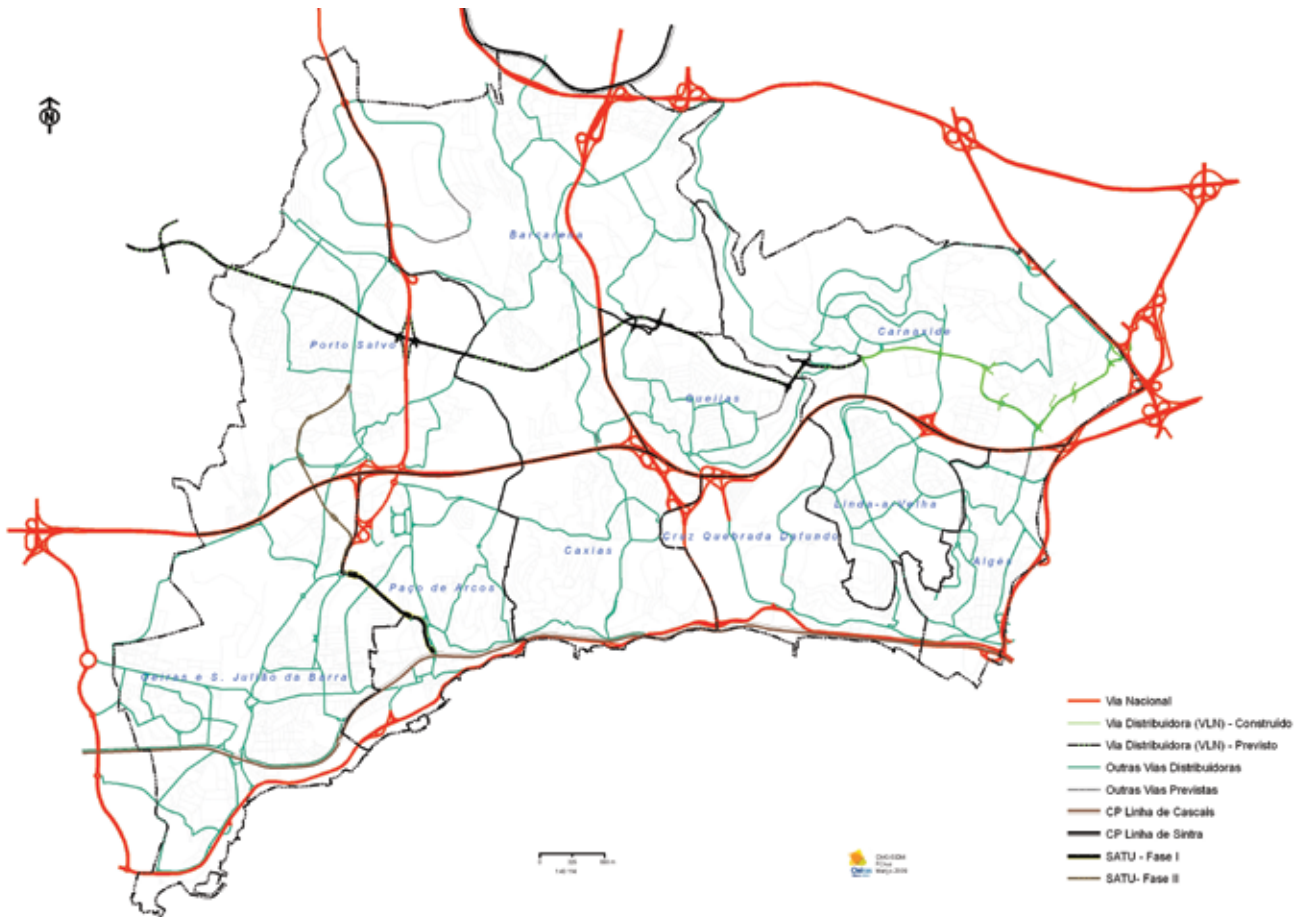 N
Barcarena
Carnaxide
Porto Salvo
Queijas
Linda-a-Velha
Cruz Quebrada Dafundo
Caxias
Algés
Paço de Arcos
Oeiras e S. Julião da Barra
Via Nacional
Via Distribuidora (VLN) - Construído
Via Distribuidora (VLN) - Previsto
Outras Vias Distribuidoras
Outras Vias Previstas
CP Linha de Cascais
CP Linha de Sintra
SATU - Fase I
SATU- Fase II
0